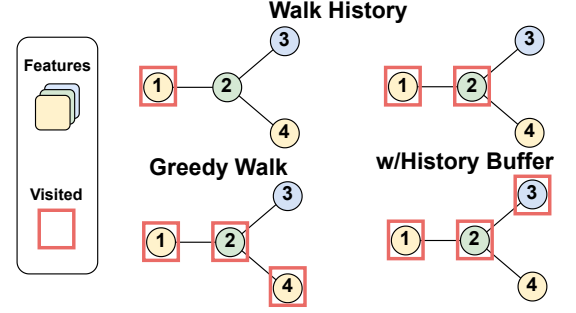 Walk History
Features
Visited
1 2 3 4
1 2 3 4
Greedy Walk
1 2 3 4
w/History Buffer
1 2 3 4